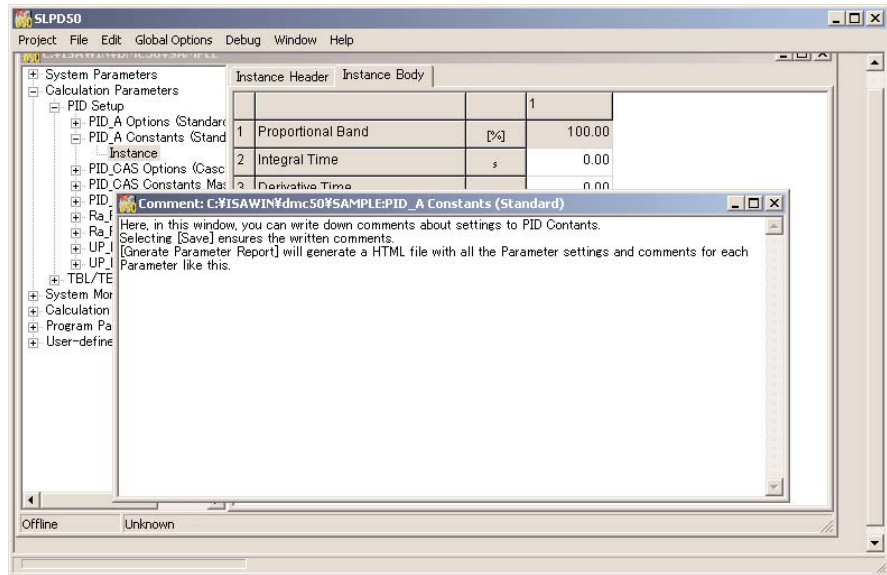 SLPD50
Project File Edit Global Options Debug Window Help
System Parameters
Calculation Parameters
PID Setup
PID_A Options (Standard
PID_A Constants (Stand
Instance
PID_CAS Options (Casc
PID_CAS Constants Mas
PID_
Ra_F
Ra_F
UP_I
UP_I
TBL/TE
System Mor
Calculation
Program Pa
User-define
Instance Header Instance Body
1
1 Proportional Band [%] 100.00
2 Integral Time s 0.00
3 Derivative Time 0.00
Comment: C:¥ISAWIN¥dmc50¥SAMPLE:PID_A Constants (Standard)
Here, in this window, you can write down comments about settings to PID Contants.
Selecting [Save] ensures the written comments.
[Gnerate Parameter Report] will generate a HTML file with all the Parameter settings and comments for each
Parameter like this.
Offline Unknown